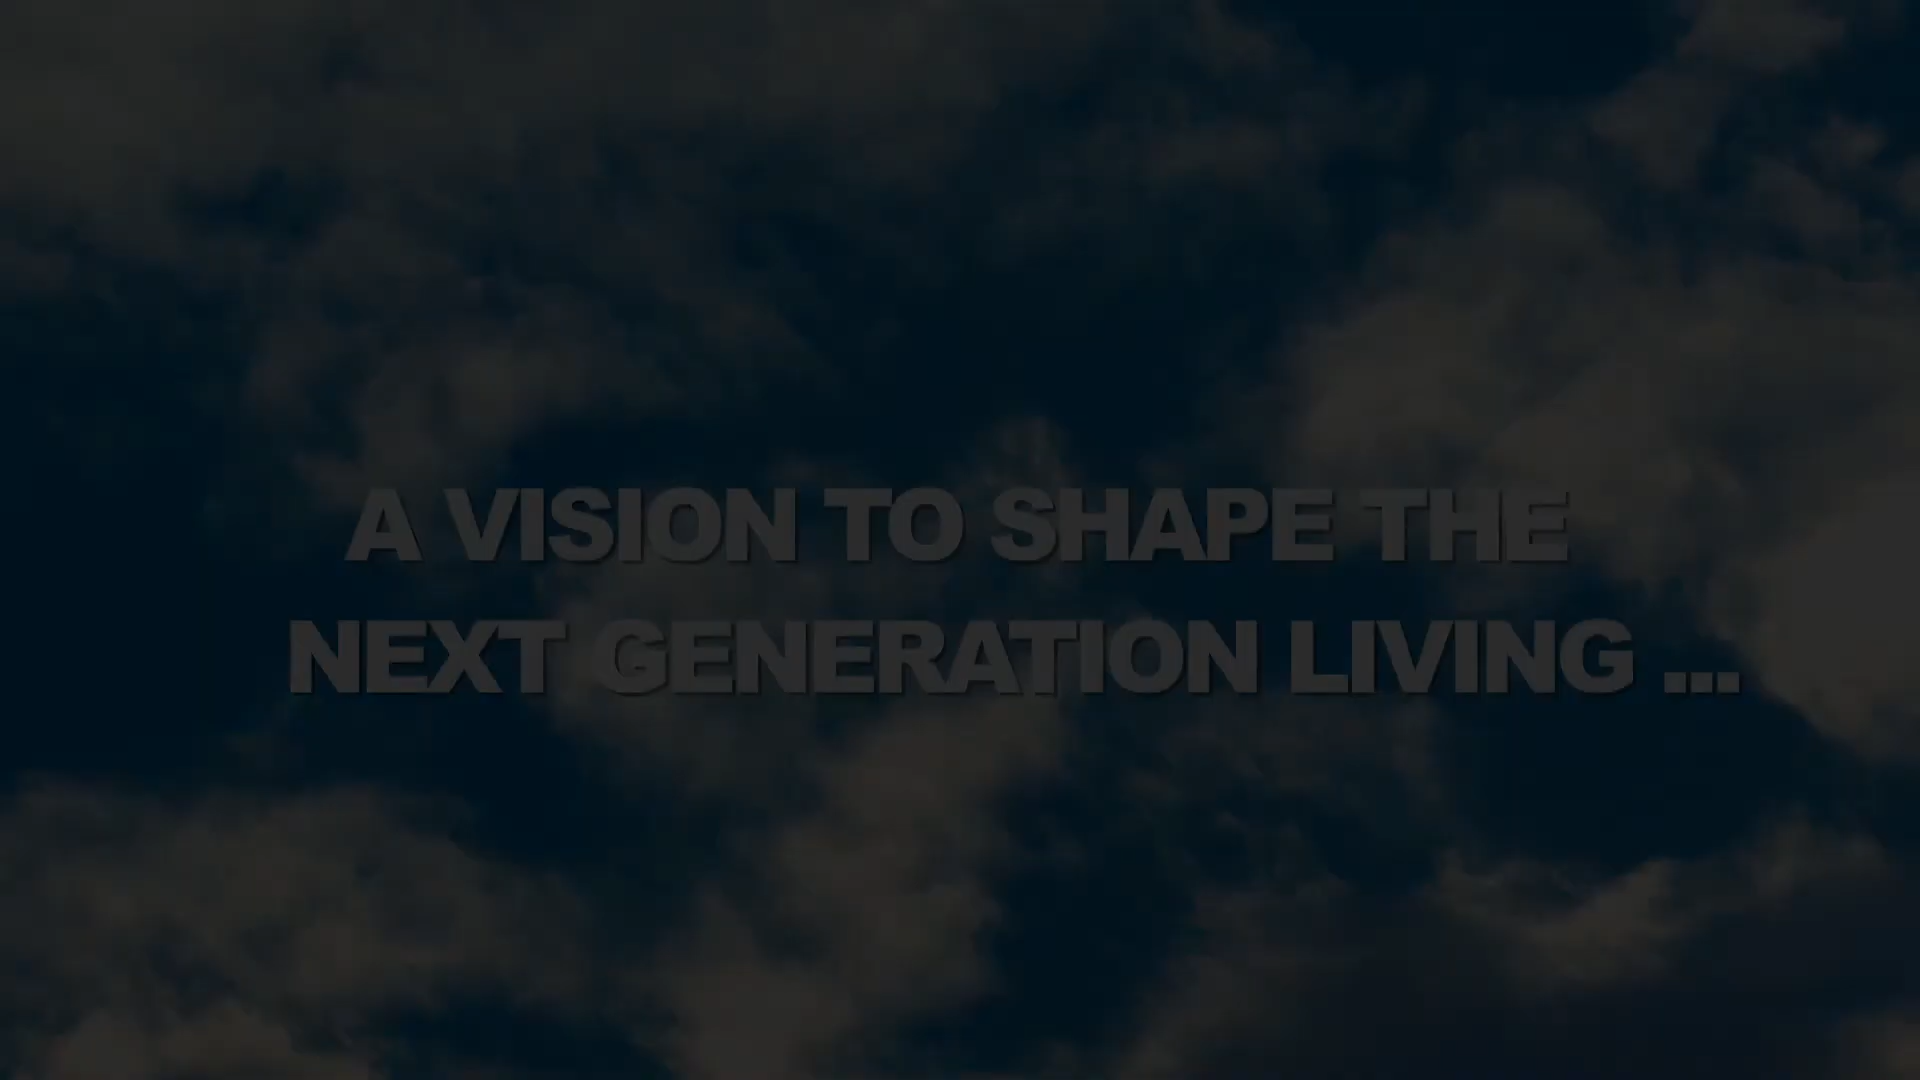 A VISION TO SHAPE THE
NEXT GENERATION LIVING ...